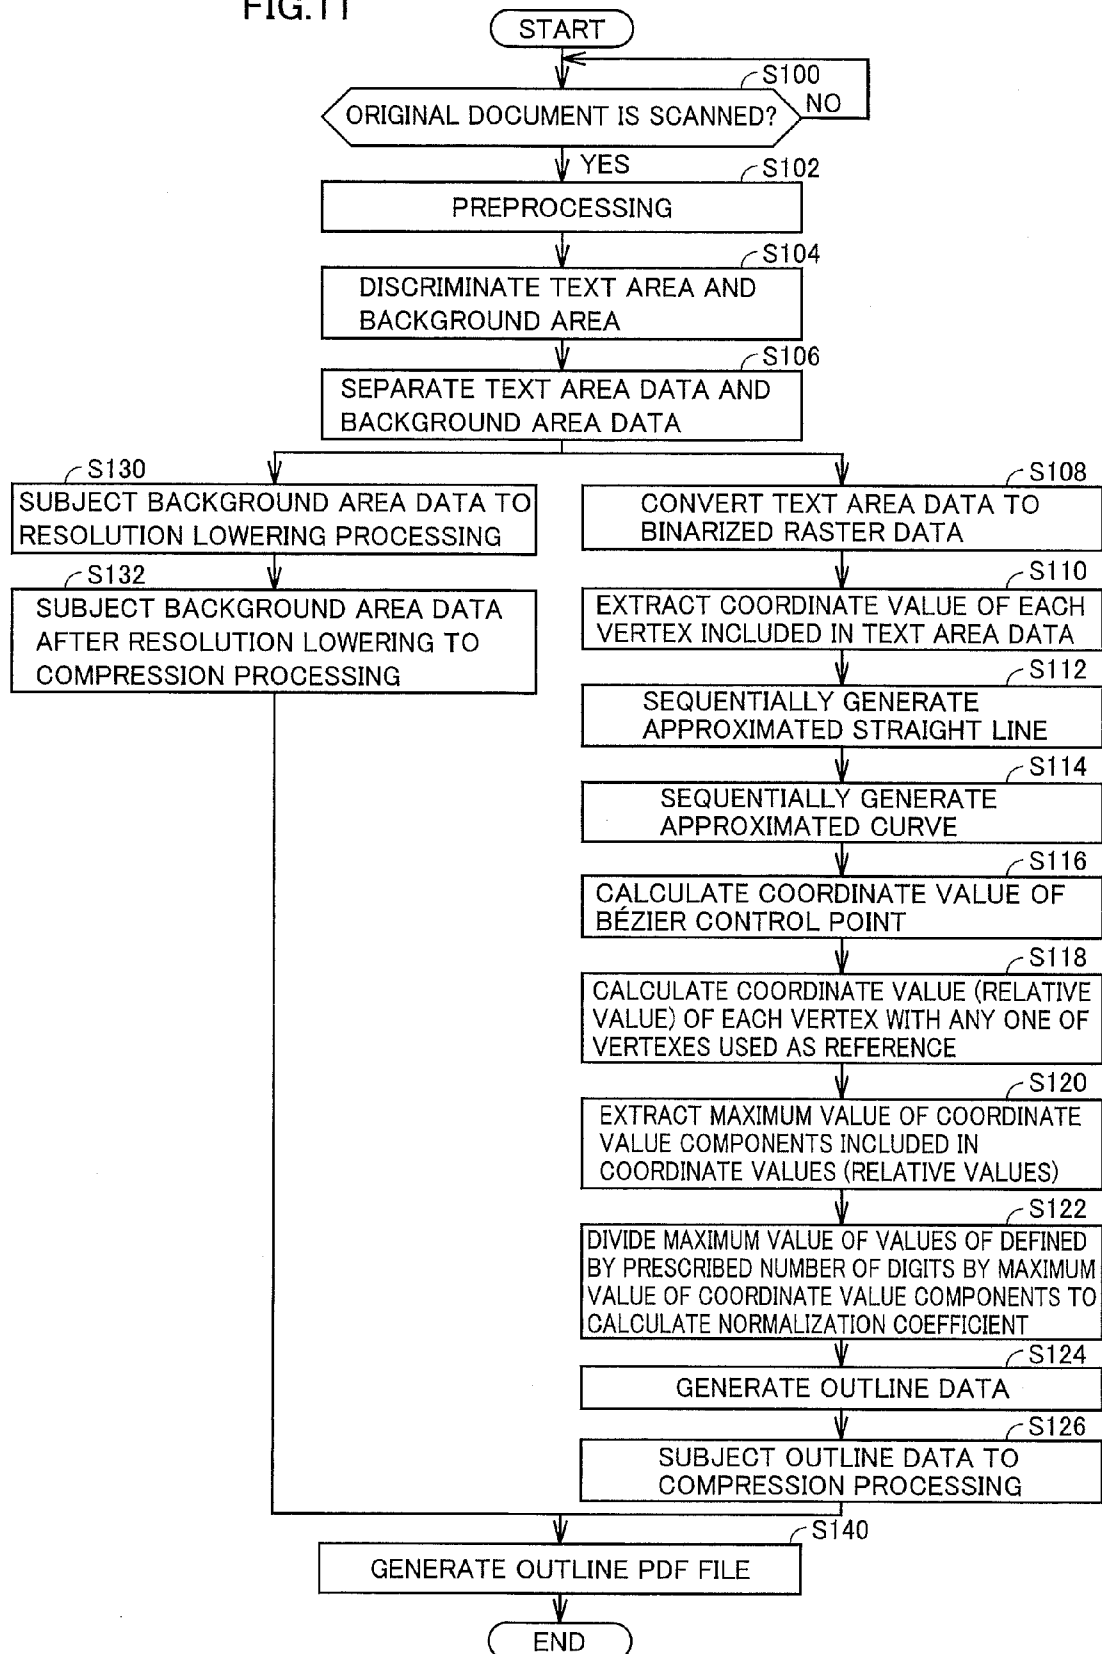 FIG.11
START
S100
ORIGINAL DOCUMENT IS SCANNED?
NO
YES
S102
PREPROCESSING
S104
DISCRIMINATE TEXT AREA AND
BACKGROUND AREA
S106
SEPARATE TEXT AREA DATA AND
BACKGROUND AREA DATA
S130
SUBJECT BACKGROUND AREA DATA TO
RESOLUTION LOWERING PROCESSING
S132
SUBJECT BACKGROUND AREA DATA
AFTER RESOLUTION LOWERING TO
COMPRESSION PROCESSING
S108
CONVERT TEXT AREA DATA TO
BINARIZED RASTER DATA
S110
EXTRACT COORDINATE VALUE OF EACH
VERTEX INCLUDED IN TEXT AREA DATA
S112
SEQUENTIALLY GENERATE
APPROXIMATED STRAIGHT LINE
S114
SEQUENTIALLY GENERATE
APPROXIMATED CURVE
S116
CALCULATE COORDINATE VALUE OF
BÉZIER CONTROL POINT
S118
CALCULATE COORDINATE VALUE (RELATIVE
VALUE) OF EACH VERTEX WITH ANY ONE OF
VERTEXES USED AS REFERENCE
S120
EXTRACT MAXIMUM VALUE OF COORDINATE
VALUE COMPONENTS INCLUDED IN
COORDINATE VALUES (RELATIVE VALUES)
S122
DIVIDE MAXIMUM VALUE OF VALUES OF DEFINED
BY PRESCRIBED NUMBER OF DIGITS BY MAXIMUM
VALUE OF COORDINATE VALUE COMPONENTS TO
CALCULATE NORMALIZATION COEFFICIENT
S124
GENERATE OUTLINE DATA
S126
SUBJECT OUTLINE DATA TO
COMPRESSION PROCESSING
S140
GENERATE OUTLINE PDF FILE
END